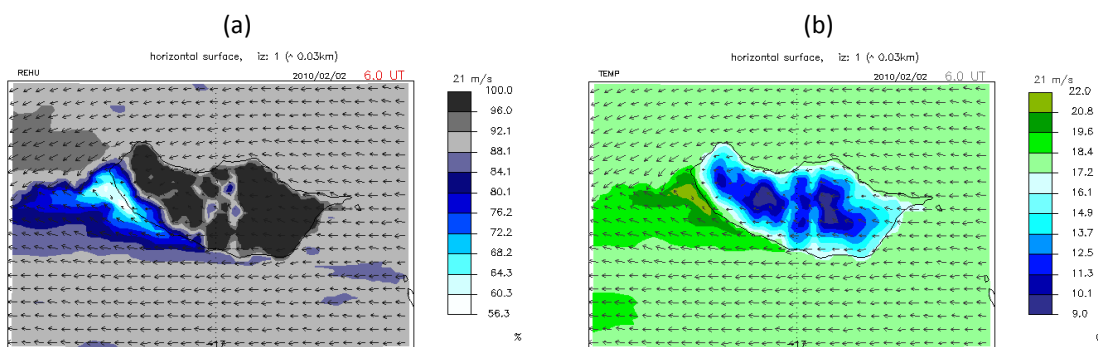 (a)
(b)
horizontal surface, iz: 1 (^ 0.03km)
REHU
2010/02/02
6.0 UT
21 m/s
100.0
96.0
92.1
88.1
84.1
80.1
76.2
72.2
68.2
64.3
60.3
56.3
%
-17
horizontal surface, iz: 1 (^ 0.03km)
TEMP
2010/02/02
6.0 UT
21 m/s
22.0
20.8
19.6
18.4
17.2
16.1
14.9
13.7
12.5
11.3
10.1
9.0